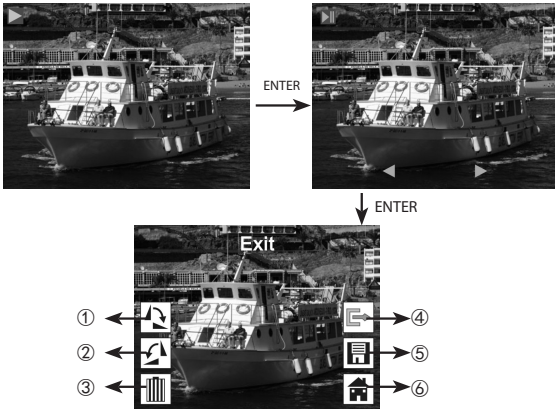 ENTER
ENTER
Exit
① ④
② ⑤
③ ⑥